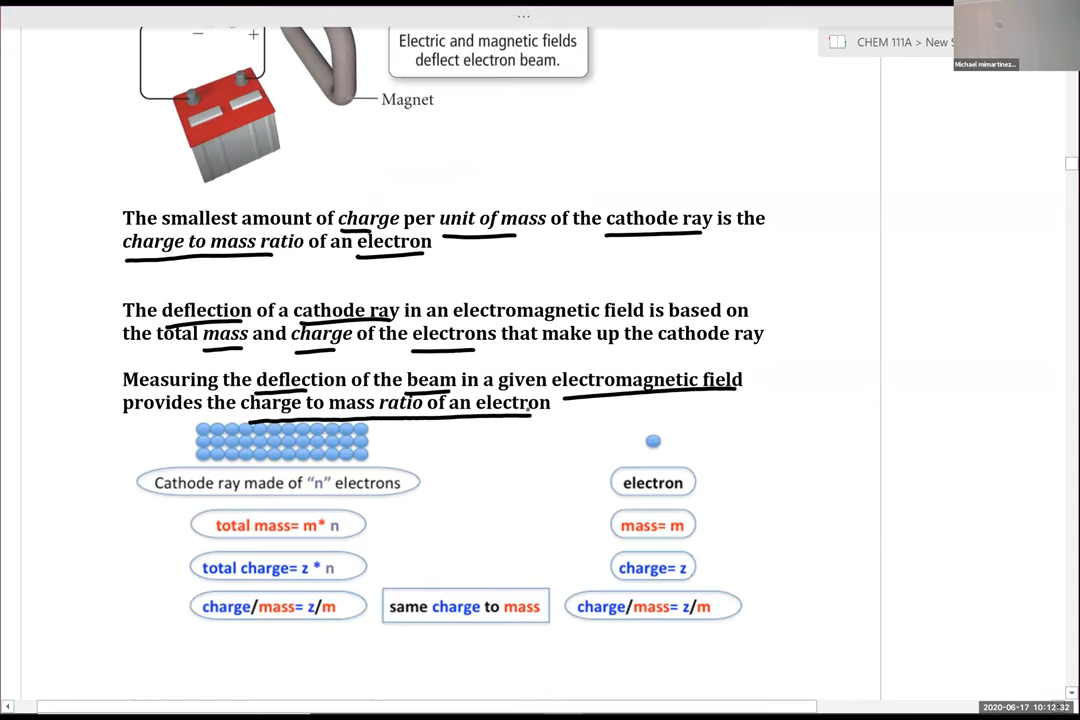 ...
CHEM 111A > New
Michael mimartinez...
− +
Electric and magnetic fields
deflect electron beam.
Magnet
The smallest amount of charge per unit of mass of the cathode ray is the
charge to mass ratio of an electron
The deflection of a cathode ray in an electromagnetic field is based on
the total mass and charge of the electrons that make up the cathode ray
Measuring the deflection of the beam in a given electromagnetic field
provides the charge to mass ratio of an electron
Cathode ray made of “n” electrons
electron
total mass= m* n
mass= m
total charge= z * n
charge= z
charge/mass= z/m
same charge to mass
charge/mass= z/m
2020-06-17 10:12:32